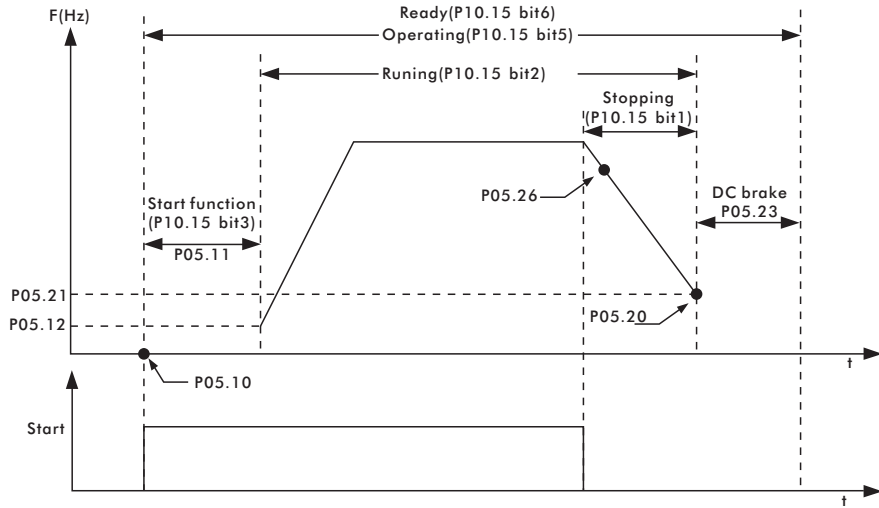 F(Hz)
Ready(P10.15 bit6)
Operating(P10.15 bit5)
Runing(P10.15 bit2)
Stopping
(P10.15 bit1)
P05.26
DC brake
P05.23
Start function
(P10.15 bit3)
P05.11
P05.21
P05.12
P05.20
t
P05.10
Start
t